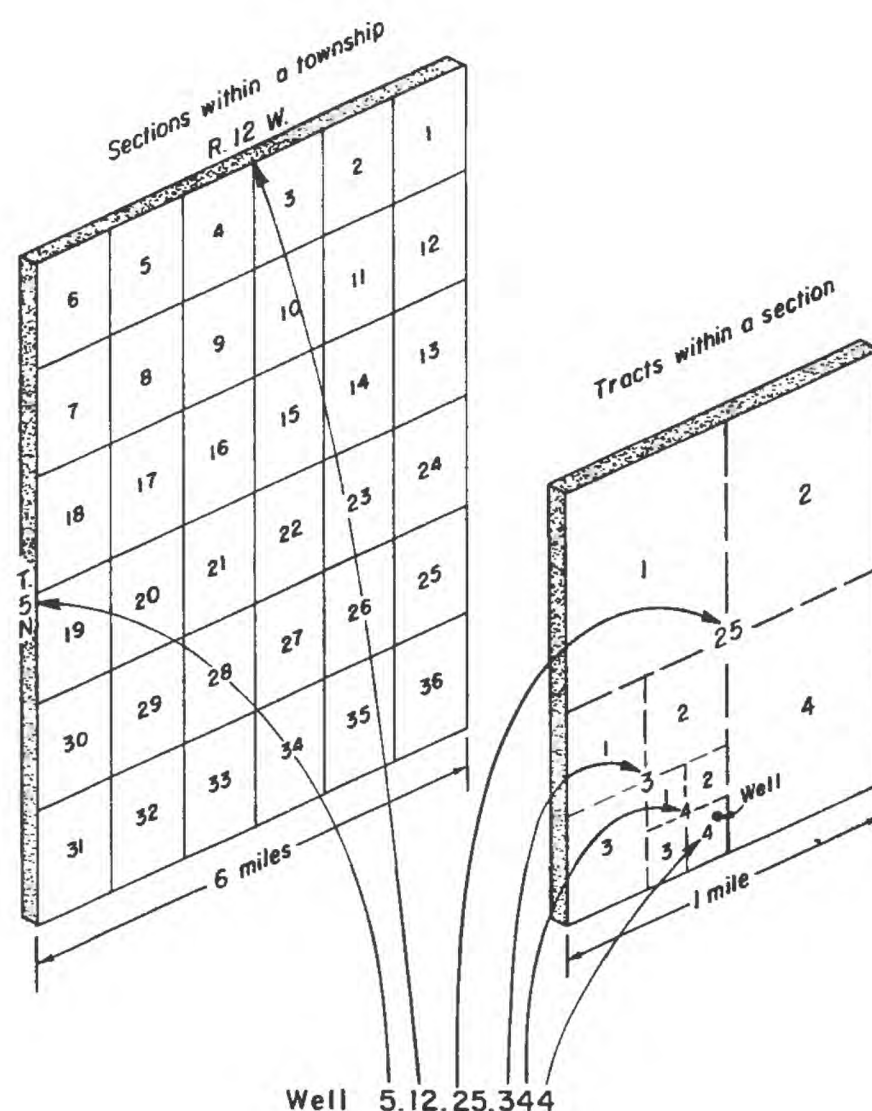 Sections within a township
R. 12 W.
6 5 4 3 2 1
7 8 9 10 11 12
18 17 16 15 14 13
19 20 21 22 23 24
30 29 28 27 26 25
31 32 33 34 35 36
T.
5
N
6 miles
Tracts within a section
1 2
25
1 2 4
3
1 2
4
Well
3 3 4
1 mile
Well 5.12.25.344